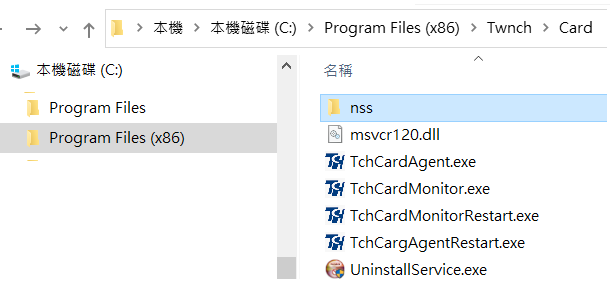 本機 > 本機磁碟 (C:) > Program Files (x86) > Twnch > Card
本機磁碟 (C:)
Program Files
Program Files (x86)
名稱
nss
msvcr120.dll
TchCardAgent.exe
TchCardMonitor.exe
TchCardMonitorRestart.exe
TchCargAgentRestart.exe
UninstallService.exe